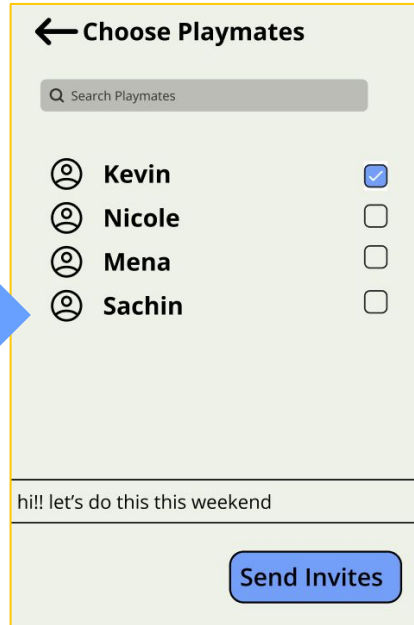 Choose Playmates
Search Playmates
Kevin
Nicole
Mena
Sachin
hi!! let's do this this weekend
Send Invites